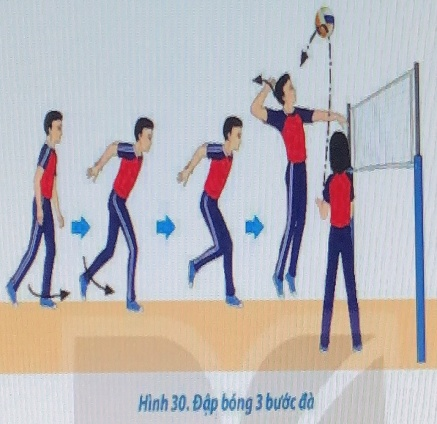 Hình 30. Đập bóng 3 bước đà